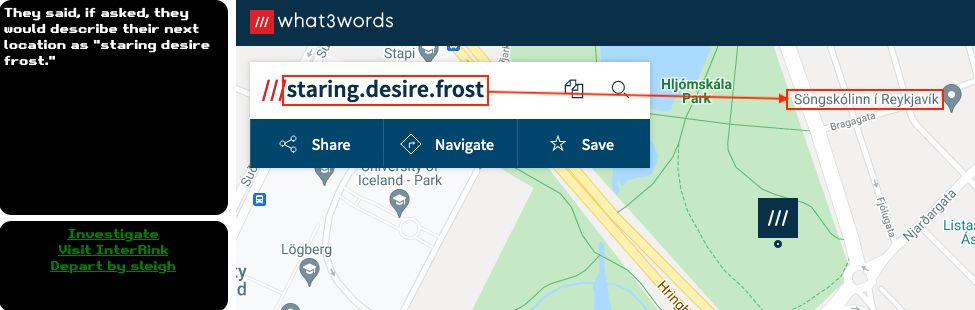 They said, if asked, they
would describe their next
location as "staring desire
frost."
Investigate
Visit InterRink
Depart by sleigh
/// what3words
Stapi
///staring.desire.frost
Share
Navigate
Save
University of
Iceland - Park
Lögberg
Hljómskála
Park
Söngskólinn í Reykjavík
Bragagata
Fjólugata
Njarðargata
Listas
Ás
///
Hringb